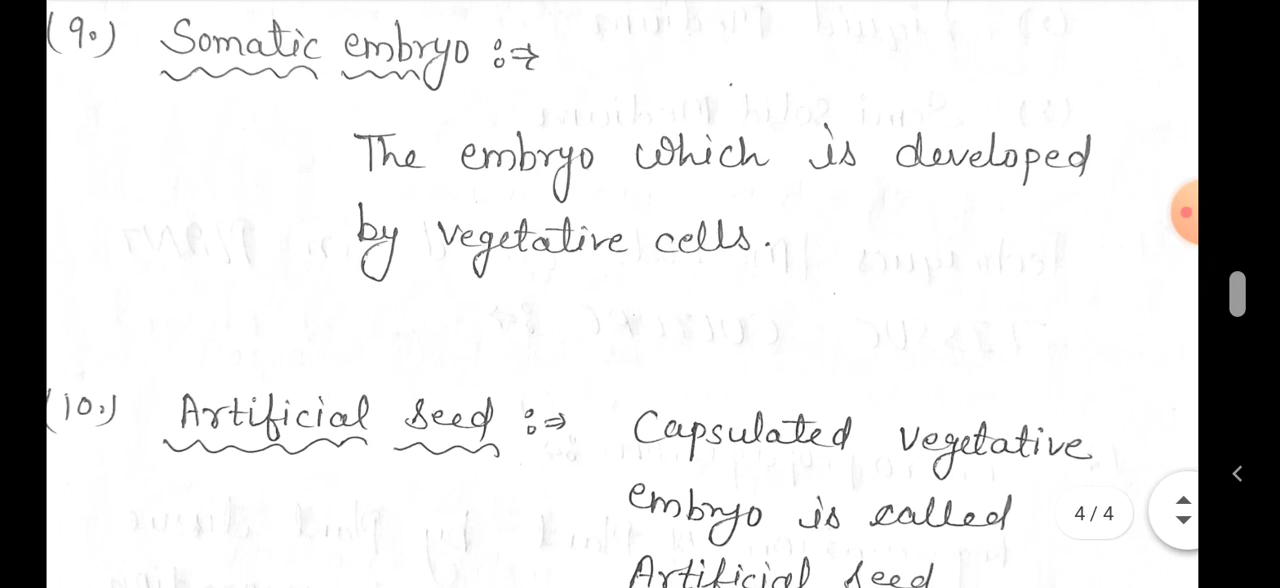 (9.) Somatic embryo :⇒
The embryo which is developed
by vegetative cells.
(10.) Artificial seed :⇒ Capsulated vegetative
embryo is called
Artificial seed
4/4